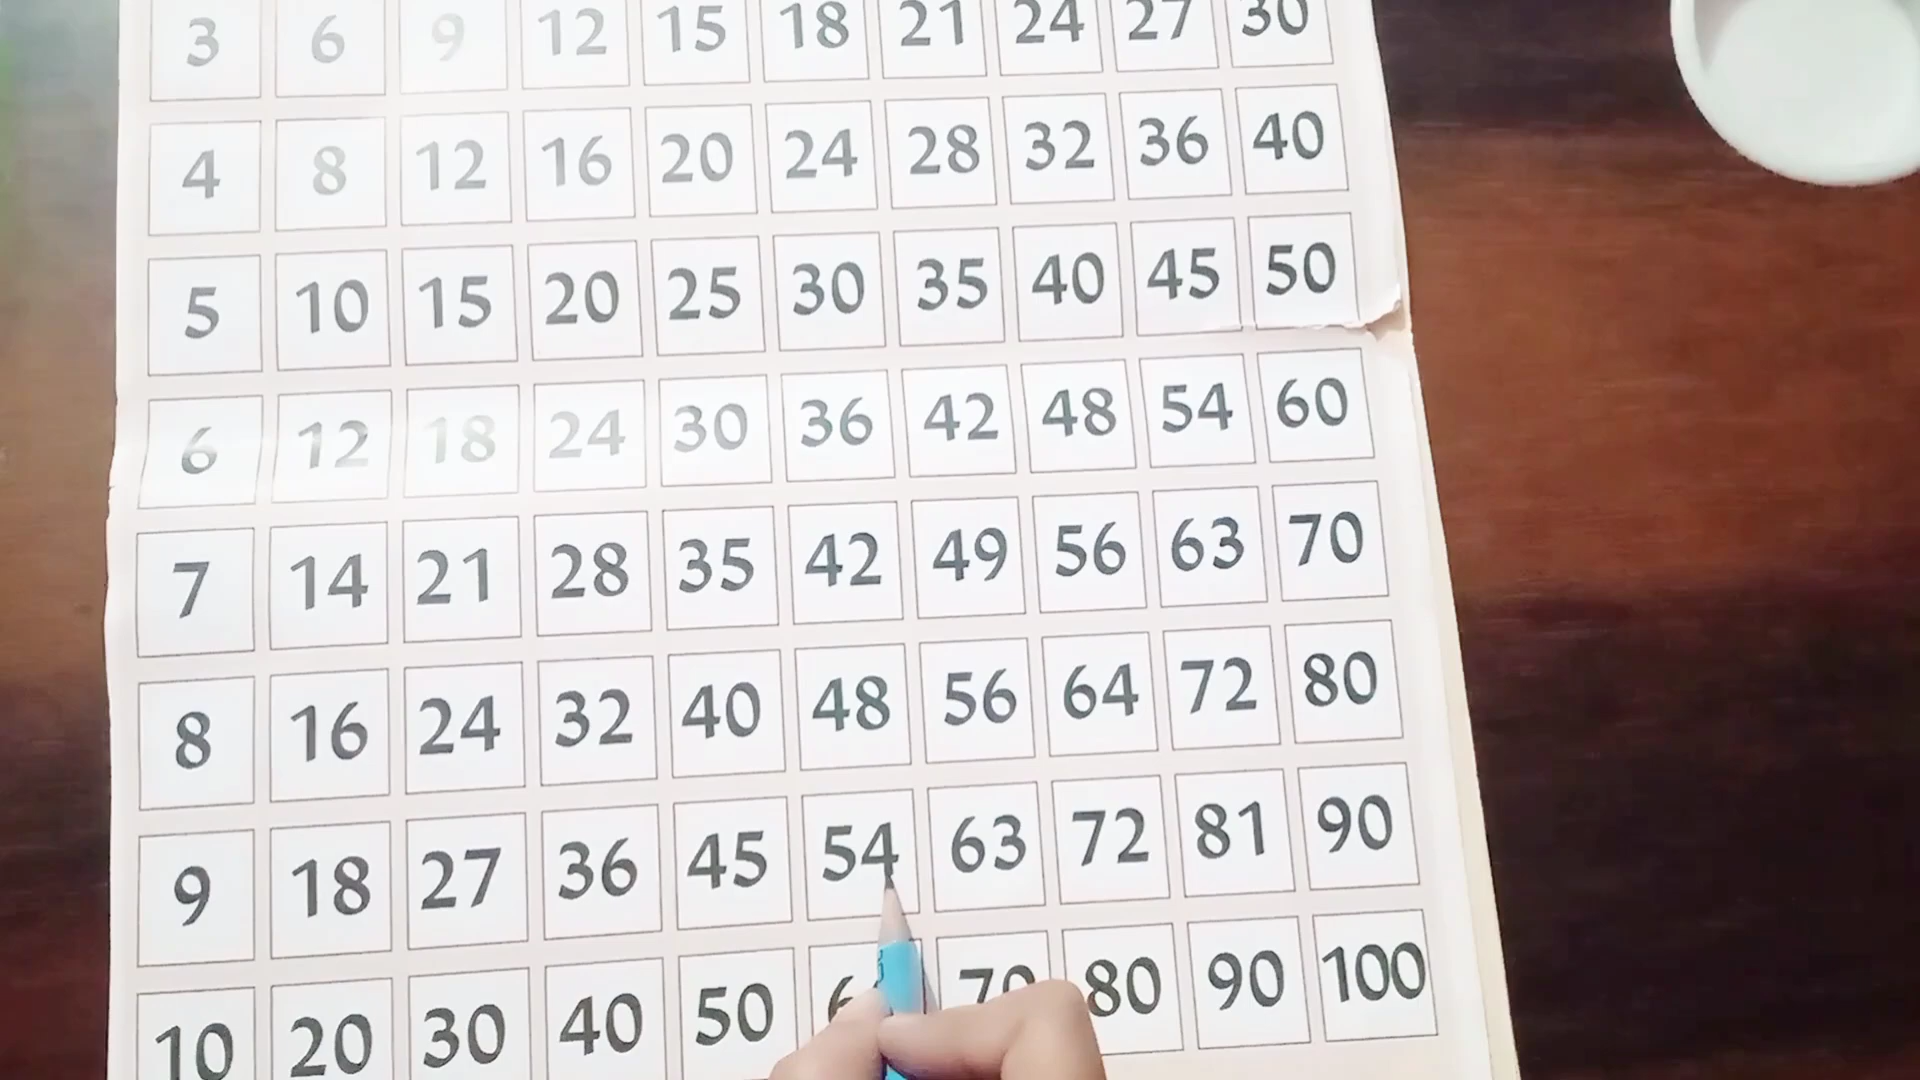 3 6 9 12 15 18 21 24 27 30
4 8 12 16 20 24 28 32 36 40
5 10 15 20 25 30 35 40 45 50
6 12 18 24 30 36 42 48 54 60
7 14 21 28 35 42 49 56 63 70
8 16 24 32 40 48 56 64 72 80
9 18 27 36 45 54 63 72 81 90
10 20 30 40 50 70 80 90 100